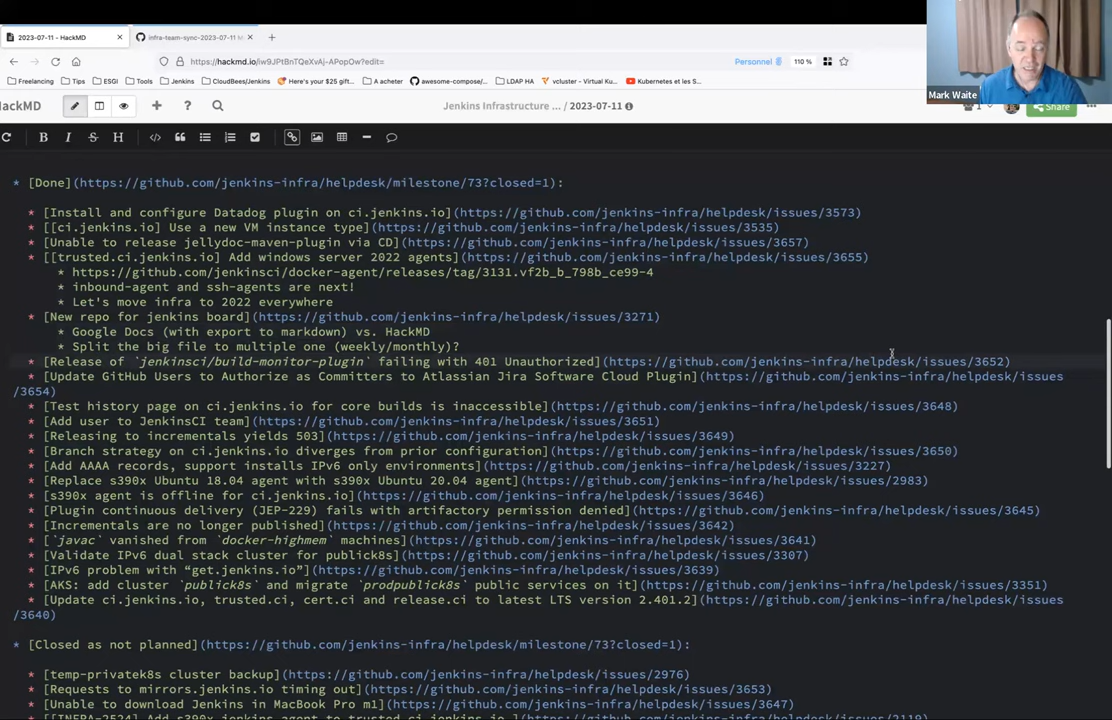 2023-07-11 - HackMD
infra-team-sync-2023-07-11 M
https://hackmd.io/iw9JPtBnTQeXvj-APopOw?edit=
Personnel
110 %
Freelancing
Tips
ESGI
Tools
Jenkins
CloudBees/Jenkins
Here's your $25 gift...
A acheter
awesome-compose/...
LDAP HA
vcluster - Virtual Ku...
Kubernetes et les S...
Mark Waite
HackMD
Jenkins Infrastructure ... / 2023-07-11
1
Share
* [Done](https://github.com/jenkins-infra/helpdesk/milestone/73?closed=1):
* [Install and configure Datadog plugin on ci.jenkins.io](https://github.com/jenkins-infra/helpdesk/issues/3573)
* [[ci.jenkins.io] Use a new VM instance type](https://github.com/jenkins-infra/helpdesk/issues/3535)
* [Unable to release jellydoc-maven-plugin via CD](https://github.com/jenkins-infra/helpdesk/issues/3657)
* [[trusted.ci.jenkins.io] Add windows server 2022 agents](https://github.com/jenkins-infra/helpdesk/issues/3655)
* https://github.com/jenkinsci/docker-agent/releases/tag/3131.vf2b_b_798b_ce99-4
* inbound-agent and ssh-agents are next!
* Let's move infra to 2022 everywhere
* [New repo for jenkins board](https://github.com/jenkins-infra/helpdesk/issues/3271)
* Google Docs (with export to markdown) vs. HackMD
* Split the big file to multiple one (weekly/monthly)?
* [Release of `jenkinsci/build-monitor-plugin` failing with 401 Unauthorized](https://github.com/jenkins-infra/helpdesk/issues/3652)
* [Update GitHub Users to Authorize as Committers to Atlassian Jira Software Cloud Plugin](https://github.com/jenkins-infra/helpdesk/issues
/3654)
* [Test history page on ci.jenkins.io for core builds is inaccessible](https://github.com/jenkins-infra/helpdesk/issues/3648)
* [Add user to JenkinsCI team](https://github.com/jenkins-infra/helpdesk/issues/3651)
* [Releasing to incrementals yields 503](https://github.com/jenkins-infra/helpdesk/issues/3649)
* [Branch strategy on ci.jenkins.io diverges from prior configuration](https://github.com/jenkins-infra/helpdesk/issues/3650)
* [Add AAAA records, support installs IPv6 only environments](https://github.com/jenkins-infra/helpdesk/issues/3227)
* [Replace s390x Ubuntu 18.04 agent with s390x Ubuntu 20.04 agent](https://github.com/jenkins-infra/helpdesk/issues/2983)
* [s390x agent is offline for ci.jenkins.io](https://github.com/jenkins-infra/helpdesk/issues/3646)
* [Plugin continuous delivery (JEP-229) fails with artifactory permission denied](https://github.com/jenkins-infra/helpdesk/issues/3645)
* [Incrementals are no longer published](https://github.com/jenkins-infra/helpdesk/issues/3642)
* [`javac` vanished from `docker-highmem` machines](https://github.com/jenkins-infra/helpdesk/issues/3641)
* [Validate IPv6 dual stack cluster for publick8s](https://github.com/jenkins-infra/helpdesk/issues/3307)
* [IPv6 problem with “get.jenkins.io”](https://github.com/jenkins-infra/helpdesk/issues/3639)
* [AKS: add cluster `publick8s` and migrate `prodpublick8s` public services on it](https://github.com/jenkins-infra/helpdesk/issues/3351)
* [Update ci.jenkins.io, trusted.ci, cert.ci and release.ci to latest LTS version 2.401.2](https://github.com/jenkins-infra/helpdesk/issues
/3640)
* [Closed as not planned](https://github.com/jenkins-infra/helpdesk/milestone/73?closed=1):
* [temp-privatek8s cluster backup](https://github.com/jenkins-infra/helpdesk/issues/2976)
* [Requests to mirrors.jenkins.io timing out](https://github.com/jenkins-infra/helpdesk/issues/3653)
* [Unable to download Jenkins in MacBook Pro m1](https://github.com/jenkins-infra/helpdesk/issues/3647)
* [[INFRA-2524] Add s390x jenkins agent to trusted.ci.jenkins.io ](https://github.com/jenkins-infra/helpdesk/issues/2119)